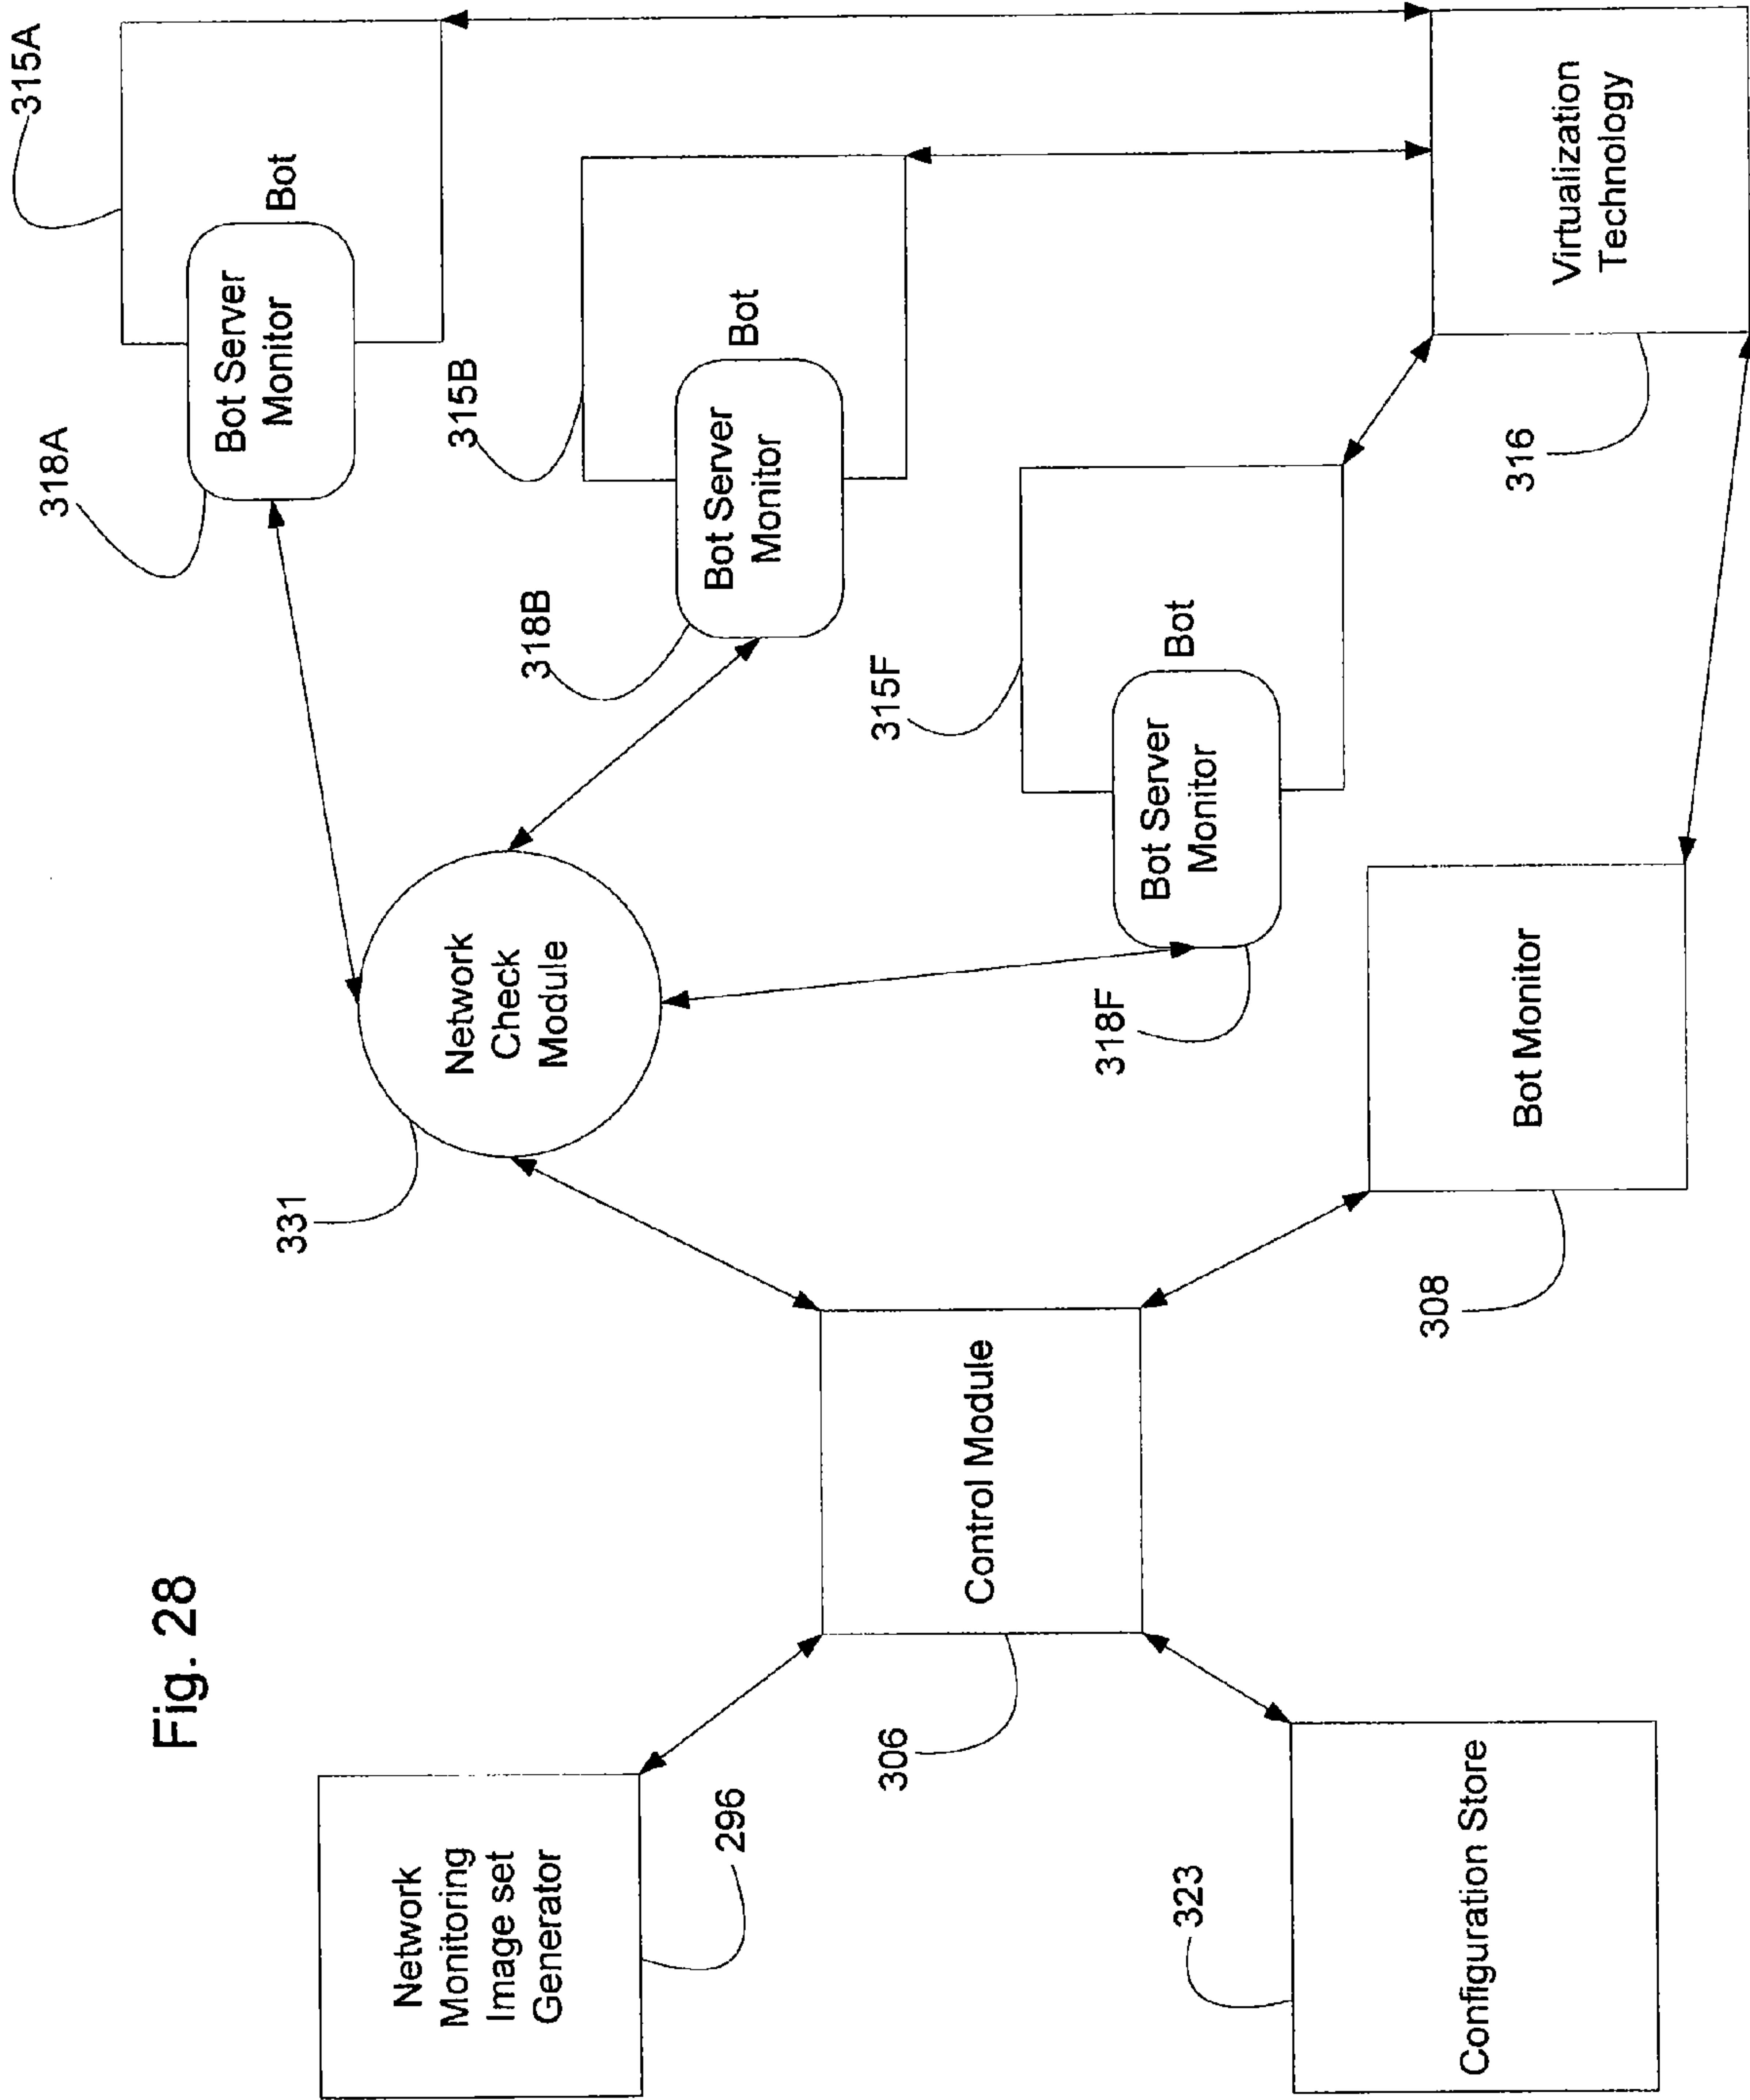 Fig. 28
Network
Monitoring
Image set
Generator
296
Configuration Store
323
Control Module
306
Network
Check
Module
331
Bot Monitor
308
Bot Server
Monitor
Bot
318A
315A
Bot Server
Monitor
Bot
318B
315B
Bot Server
Monitor
Bot
318F
315F
Virtualization
Technology
316